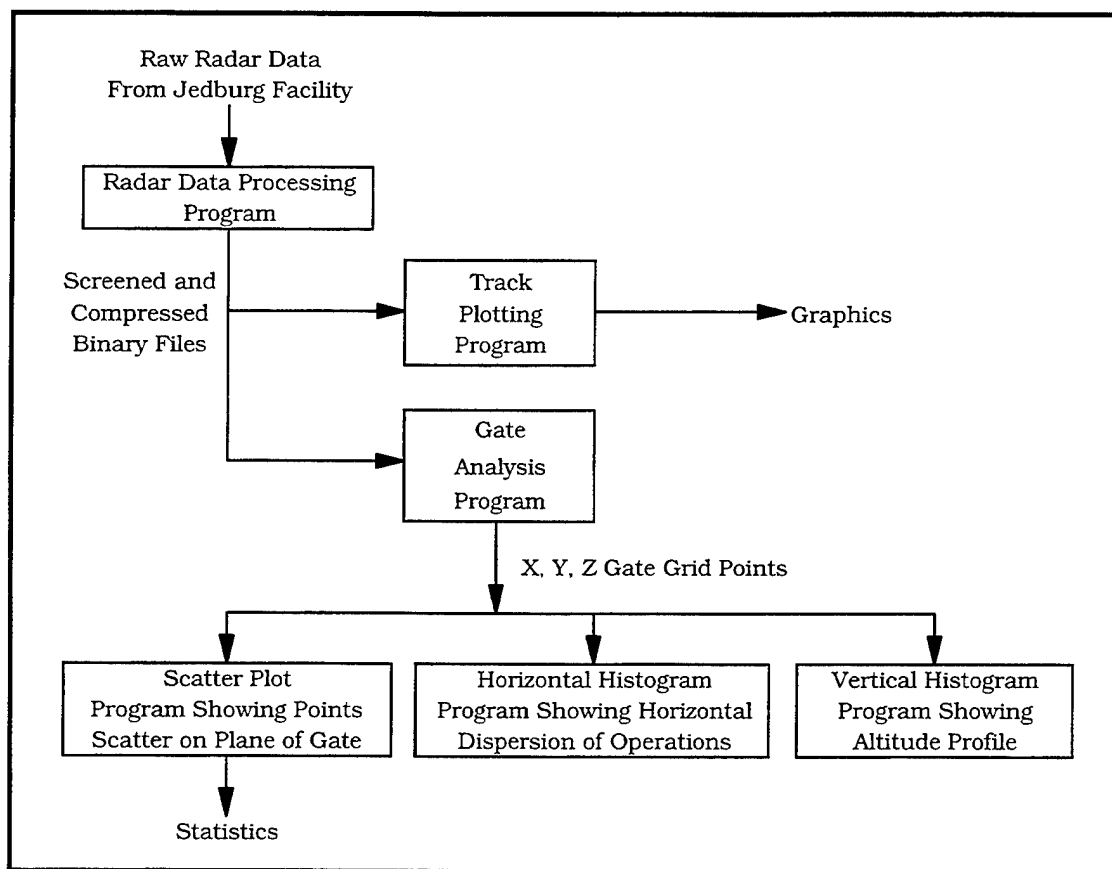 Raw Radar Data
From Jedburg Facility
Radar Data Processing
Program
Screened and
Compressed
Binary Files
Track
Plotting
Program
Graphics
Gate
Analysis
Program
X, Y, Z Gate Grid Points
Scatter Plot
Program Showing Points
Scatter on Plane of Gate
Horizontal Histogram
Program Showing Horizontal
Dispersion of Operations
Vertical Histogram
Program Showing
Altitude Profile
Statistics